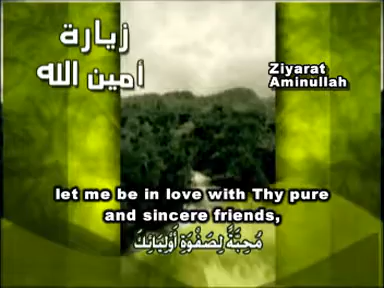 زيارة
أمين الله
Ziyarat
Aminullah
let me be in love with Thy pure
and sincere friends,
مُحِبَّةً لِصَفْوَةِ أَوْلِيَائِكَ